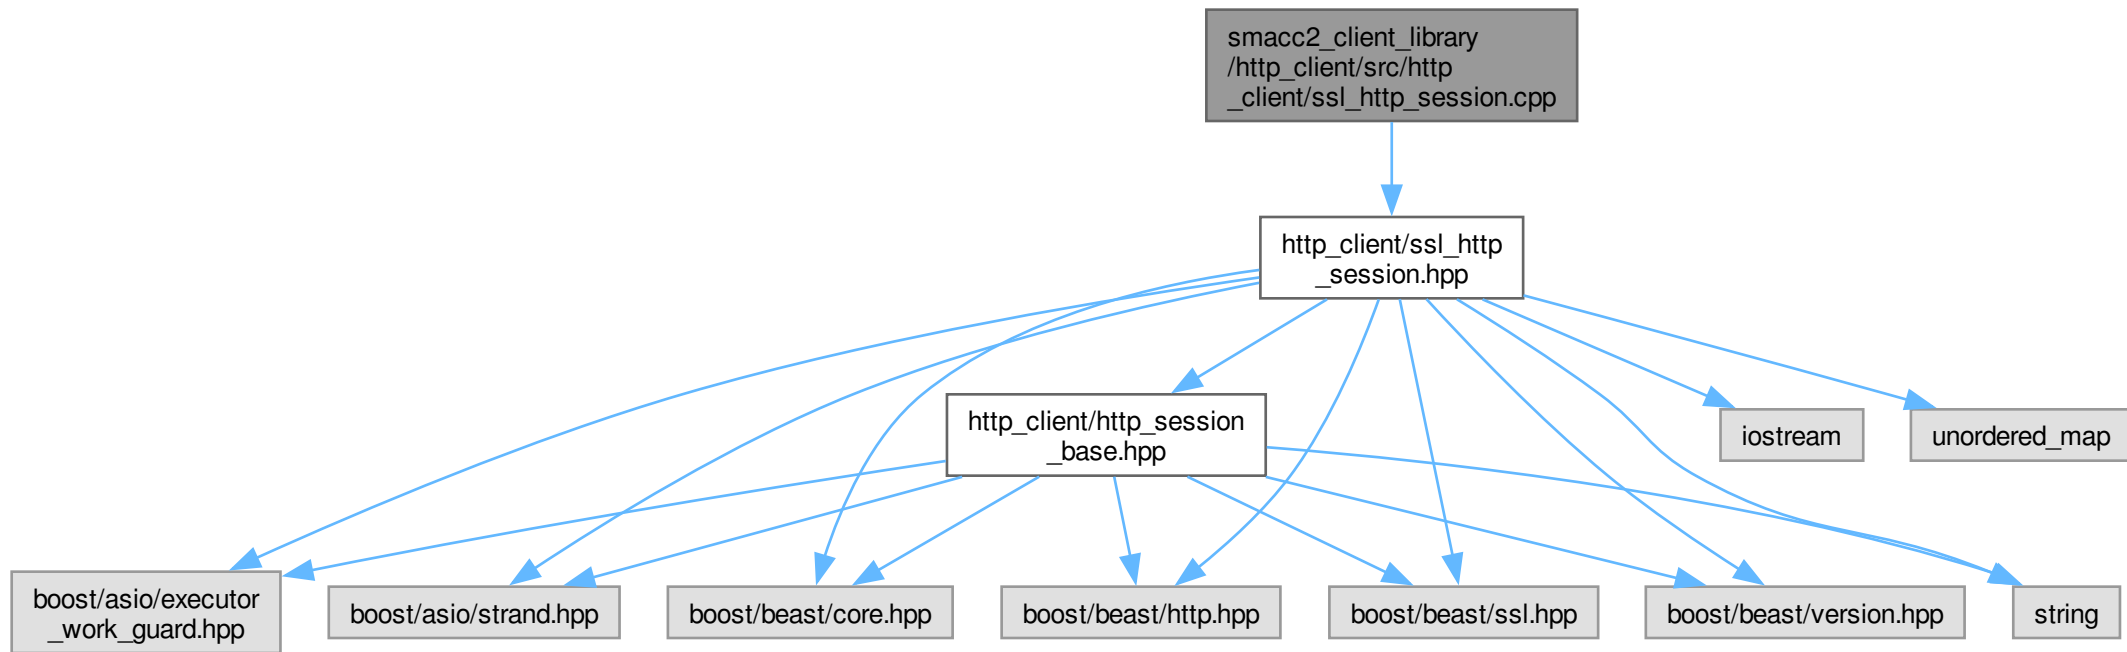 smacc2_client_library
/http_client/src/http
_client/ssl_http_session.cpp
http_client/ssl_http
_session.hpp
http_client/http_session
_base.hpp
iostream
unordered_map
boost/asio/executor
_work_guard.hpp
boost/asio/strand.hpp
boost/beast/core.hpp
boost/beast/http.hpp
boost/beast/ssl.hpp
boost/beast/version.hpp
string